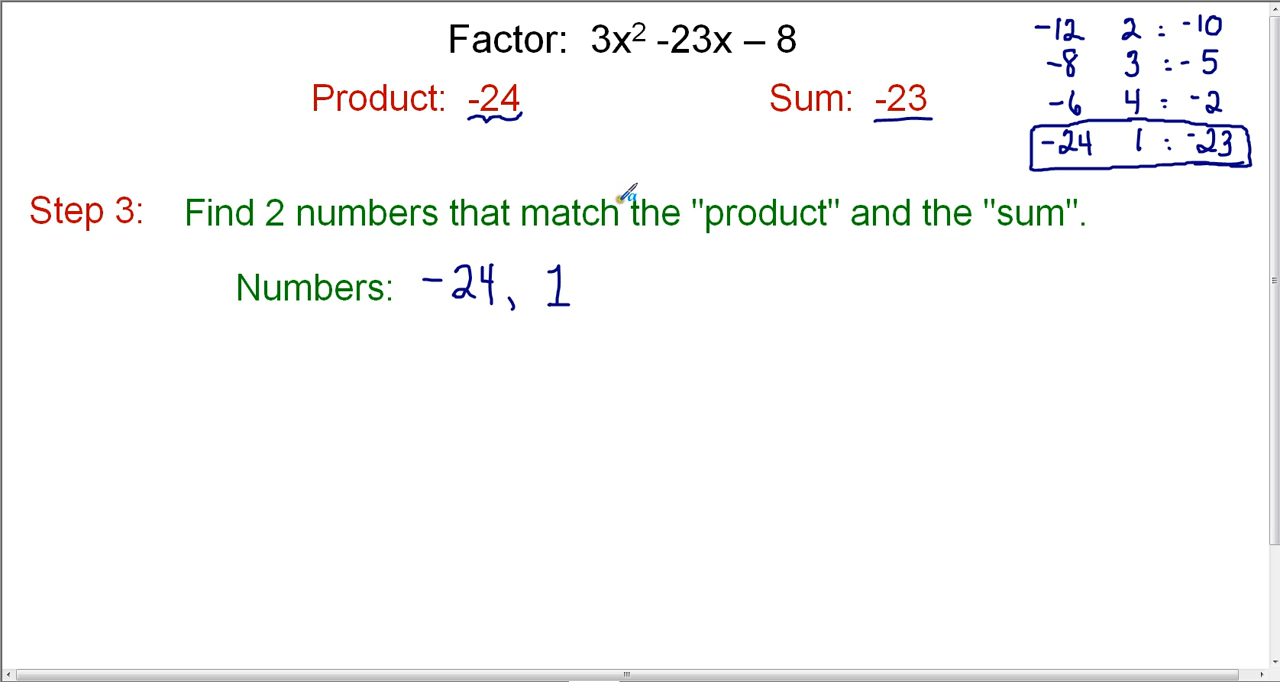 Factor: 3x² -23x – 8
Product: -24 Sum: -23
-12 2 : -10
-8 3 : -5
-6 4 : -2
-24 1 : -23
Step 3: Find 2 numbers that match the "product" and the "sum".
Numbers: -24, 1